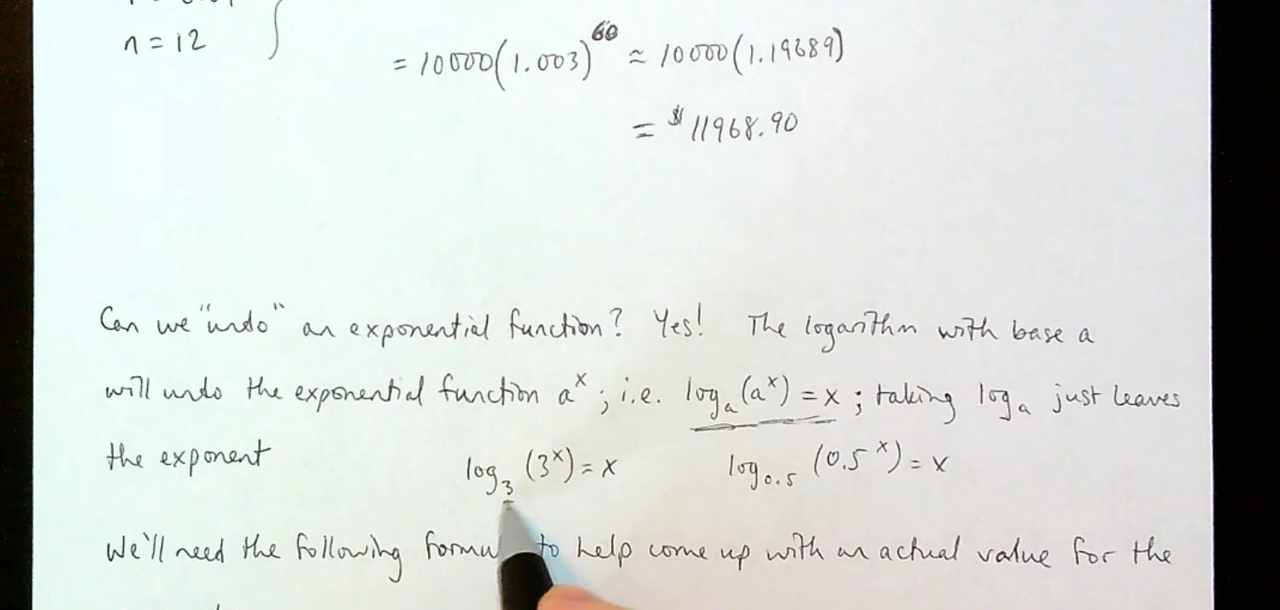 n = 12
= 10000(1.003)^60 ≈ 10000(1.19689)
= $11968.90
Can we "undo" an exponential function? Yes! The logarithm with base a
will undo the exponential function a^x; i.e. log_a(a^x) = x; taking log_a just leaves
the exponent log_3(3^x) = x log_0.5(0.5^x) = x
We'll need the following to help come up with an actual value for the